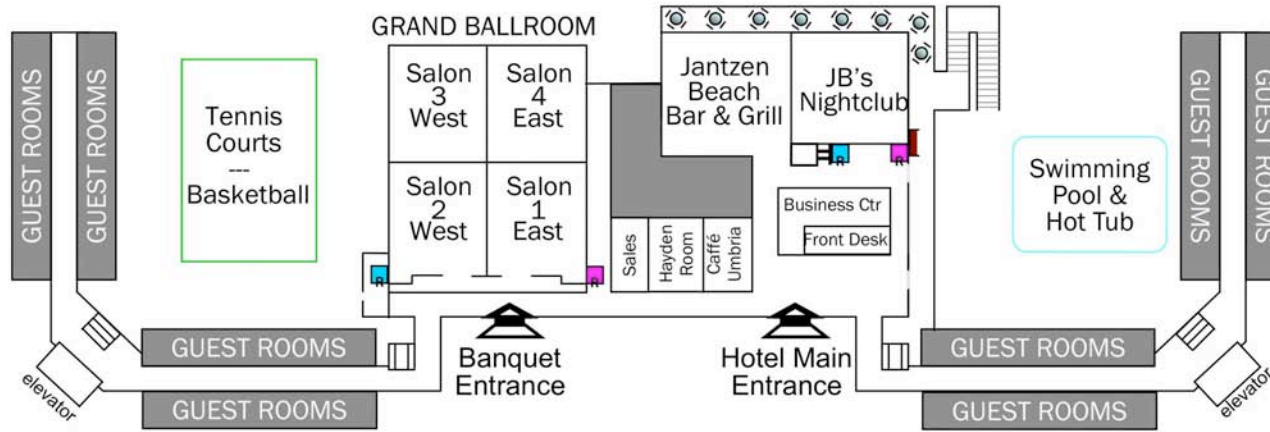 GRAND BALLROOM
GUEST ROOMS
GUEST ROOMS
Tennis
Courts
---
Basketball
Salon
3
West
Salon
4
East
Salon
2
West
Salon
1
East
Jantzen
Beach
Bar & Grill
JB's
Nightclub
R
R
R
R
Business Ctr
Front Desk
Sales
Hayden
Room
Caffé
Umbria
Swimming
Pool &
Hot Tub
GUEST ROOMS
GUEST ROOMS
GUEST ROOMS
GUEST ROOMS
elevator
Banquet
Entrance
Hotel Main
Entrance
GUEST ROOMS
GUEST ROOMS
elevator